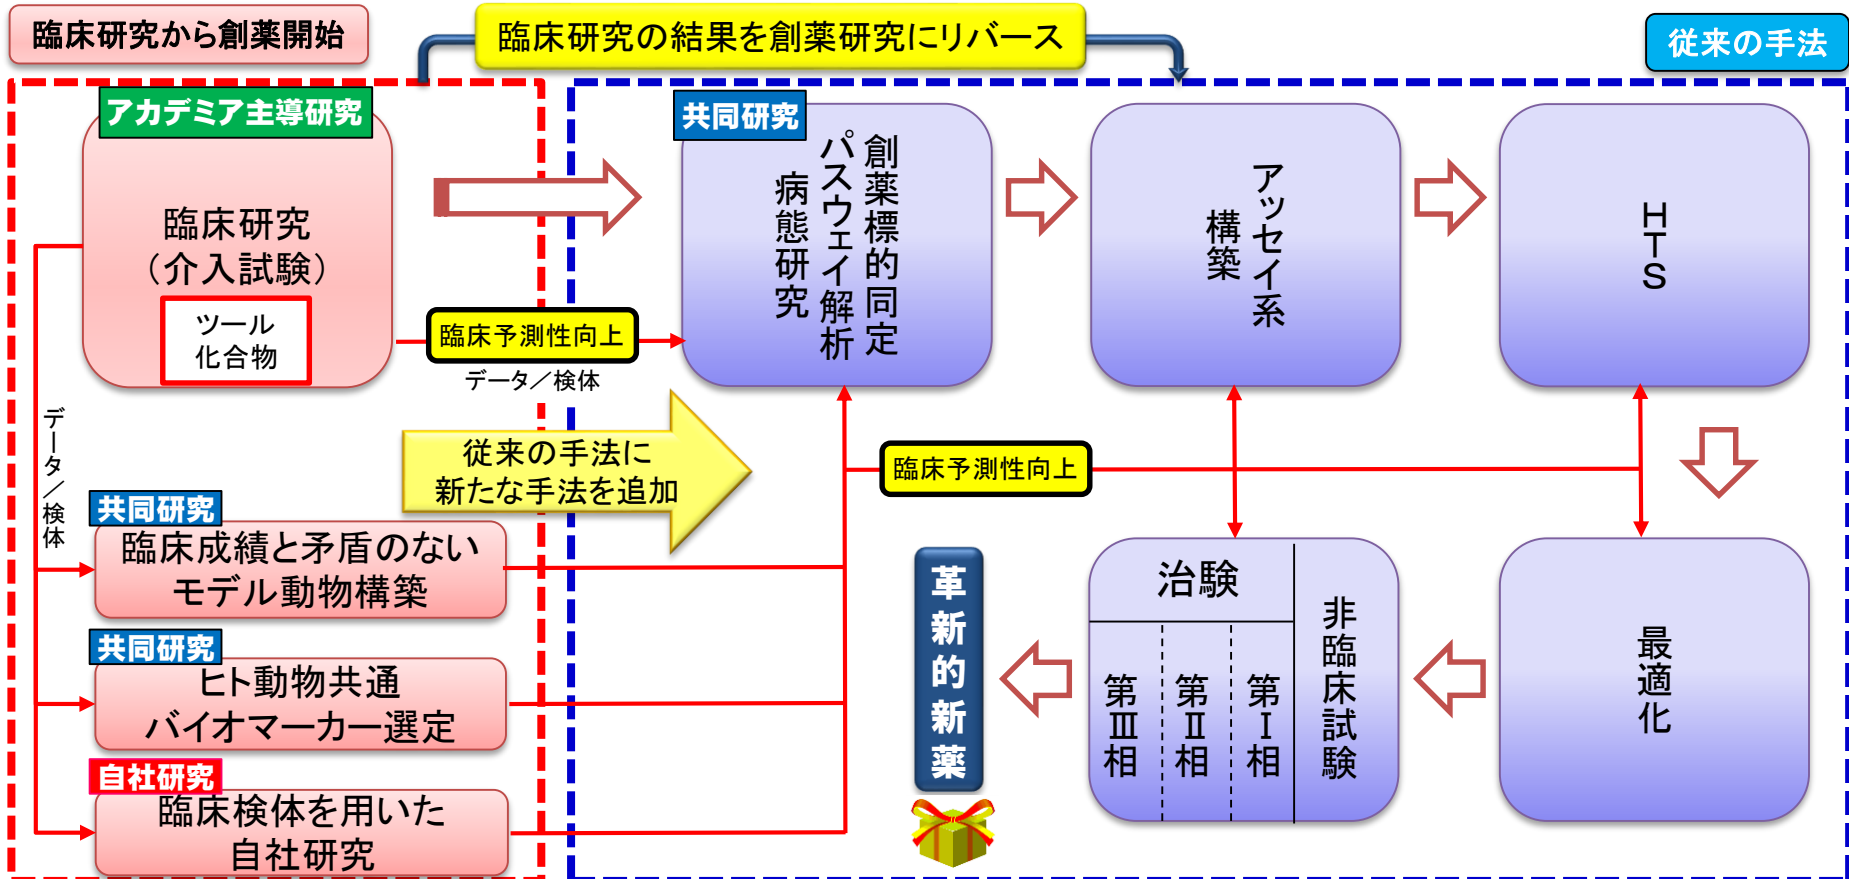 臨床研究から創薬開始
臨床研究の結果を創薬研究にリバース
従来の手法
アカデミア主導研究
臨床研究
（介入試験）
ツール
化合物
臨床予測性向上
データ／検体
データ／検体
従来の手法に
新たな手法を追加
共同研究
臨床成績と矛盾のない
モデル動物構築
共同研究
ヒト動物共通
バイオマーカー選定
自社研究
臨床検体を用いた
自社研究
共同研究
創薬標的同定
パスウェイ解析
病態研究
アッセイ系
構築
HTS
臨床予測性向上
最適化
非臨床試験
治験
第Ⅰ相
第Ⅱ相
第Ⅲ相
革新的新薬